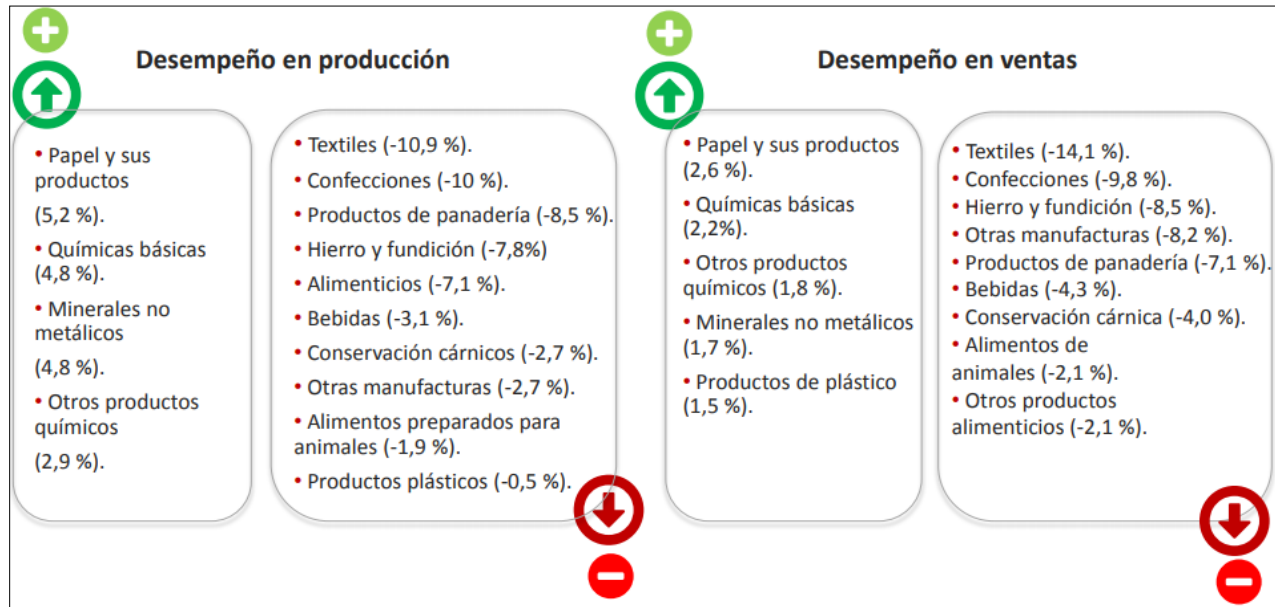 Desempeño en producción
• Papel y sus
productos
(5,2 %).
• Químicas básicas
(4,8 %).
• Minerales no
metálicos
(4,8 %).
• Otros productos
químicos
(2,9 %).
• Textiles (-10,9 %).
• Confecciones (-10 %).
• Productos de panadería (-8,5 %).
• Hierro y fundición (-7,8%)
• Alimenticios (-7,1 %).
• Bebidas (-3,1 %).
• Conservación cárnicos (-2,7 %).
• Otras manufacturas (-2,7 %).
• Alimentos preparados para
animales (-1,9 %).
• Productos plásticos (-0,5 %).
Desempeño en ventas
• Papel y sus productos
(2,6 %).
• Químicas básicas
(2,2%).
• Otros productos
químicos (1,8 %).
• Minerales no metálicos
(1,7 %).
• Productos de plástico
(1,5 %).
• Textiles (-14,1 %).
• Confecciones (-9,8 %).
• Hierro y fundición (-8,5 %).
• Otras manufacturas (-8,2 %).
• Productos de panadería (-7,1 %).
• Bebidas (-4,3 %).
• Conservación cárnica (-4,0 %).
• Alimentos de
animales (-2,1 %).
• Otros productos
alimenticios (-2,1 %).